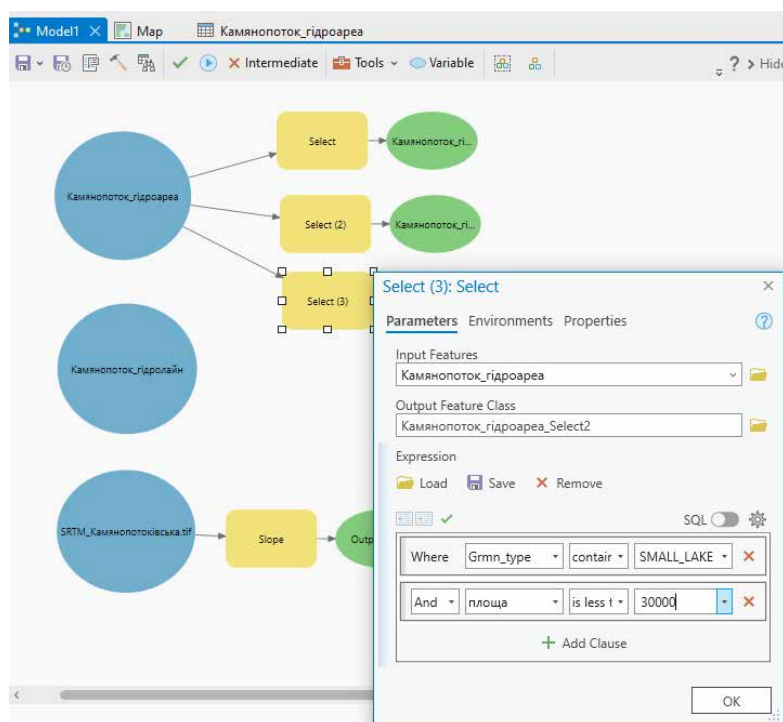 Model1
Map
Камянопоток_гідроареа
Intermediate
Tools
Variable
? > Hide
Select
Камянопоток_гі...
Камянопоток_гідроареа
Select (2)
Камянопоток_гі...
Select (3)
Select (3): Select
Parameters Environments Properties
Input Features
Камянопоток_гідроареа
Камянопоток_гідролайн
Output Feature Class
Камянопоток_гідроареа_Select2
Expression
Load Save Remove
SQL
SRTM_Камянопотоківська.tif
Slope
Outp
Where Grmn_type contair SMALL_LAKE
And площа is less t 30000
Add Clause
OK